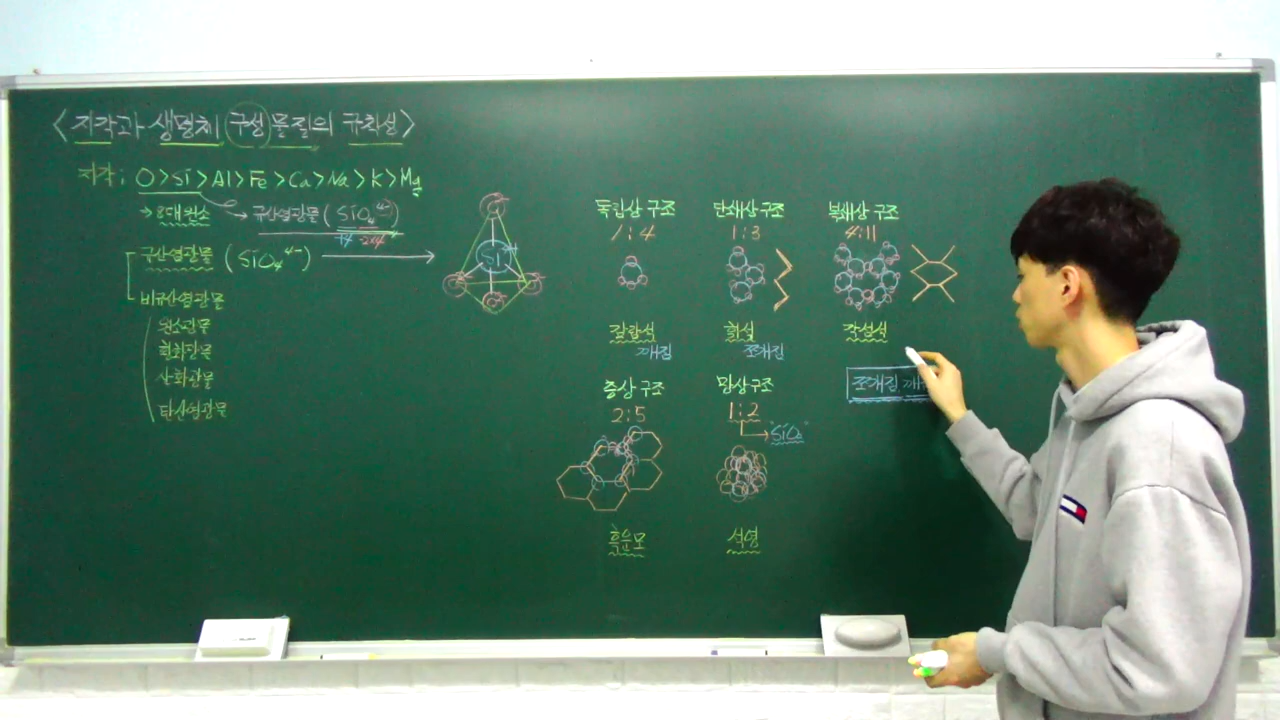 <지각과 생명체 구성 물질의 규칙성>
지각: O>Si>Al>Fe>Ca>Na>K>Mg
→8대원소
→ 규산염광물 (SiO₄⁴⁻)
+4 -2×4
규산염광물 (SiO₄⁴⁻)
비규산염광물
원소광물
황화광물
산화광물
탄산염광물
Si
독립상 구조
1:4
감람석
깨짐
단쇄상 구조
1:3
휘석
쪼개짐
복쇄상 구조
4:11
각섬석
쪼개짐
층상 구조
2:5
흑운모
망상구조
1:2
"SiO₂"
석영